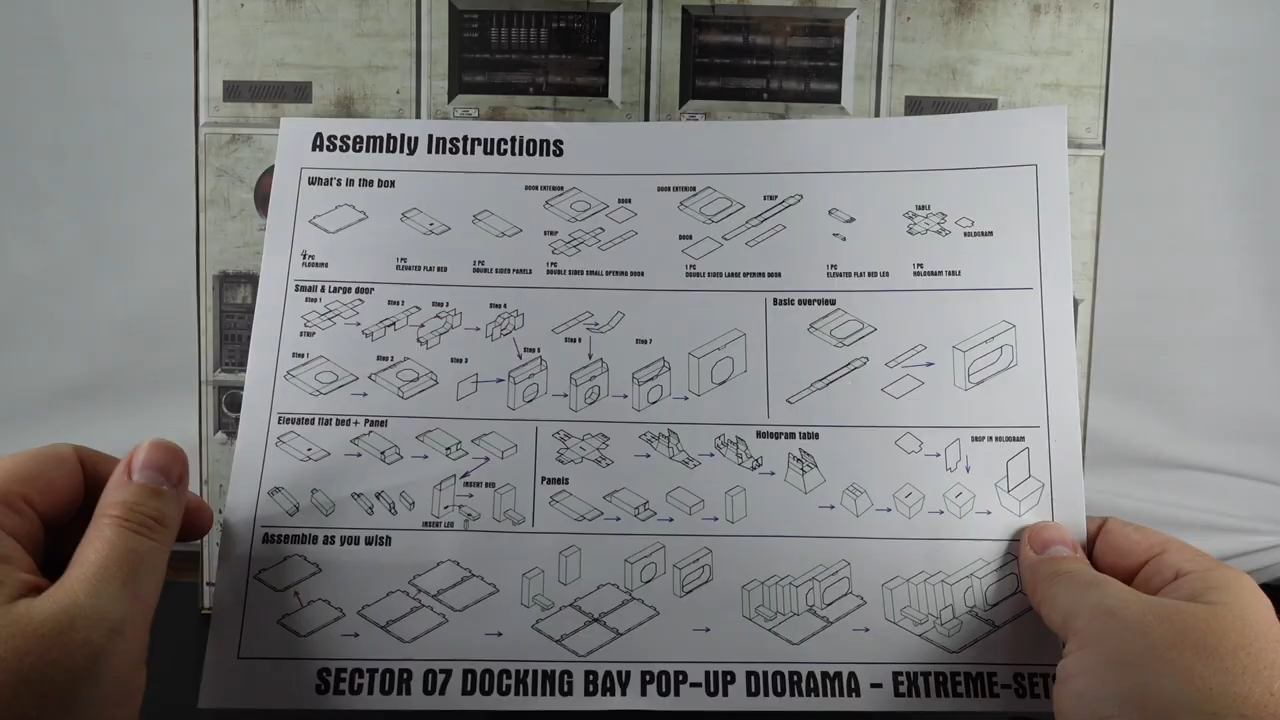 Assembly Instructions
What's in the box
DOOR EXTERIOR
DOOR
STRIP
DOOR EXTERIOR
STRIP
DOOR
TABLE
HOLOGRAM
4 PC
FLOORING
1 PC
ELEVATED FLAT BED
2 PC
DOUBLE SIDED PANELS
1 PC
DOUBLE SIDED SMALL OPENING DOOR
1 PC
DOUBLE SIDED LARGE OPENING DOOR
1 PC
ELEVATED FLAT BED LEG
1 PC
HOLOGRAM TABLE
Small & Large door
Step 1
Step 2
Step 3
Step 4
STRIP
Step 1
Step 2
Step 3
Step 5
Step 6
Step 7
Basic overview
Elevated flat bed + Panel
INSERT BED
INSERT LEG
Hologram table
DROP IN HOLOGRAM
Panels
Assemble as you wish
SECTOR 07 DOCKING BAY POP-UP DIORAMA - EXTREME-SETS